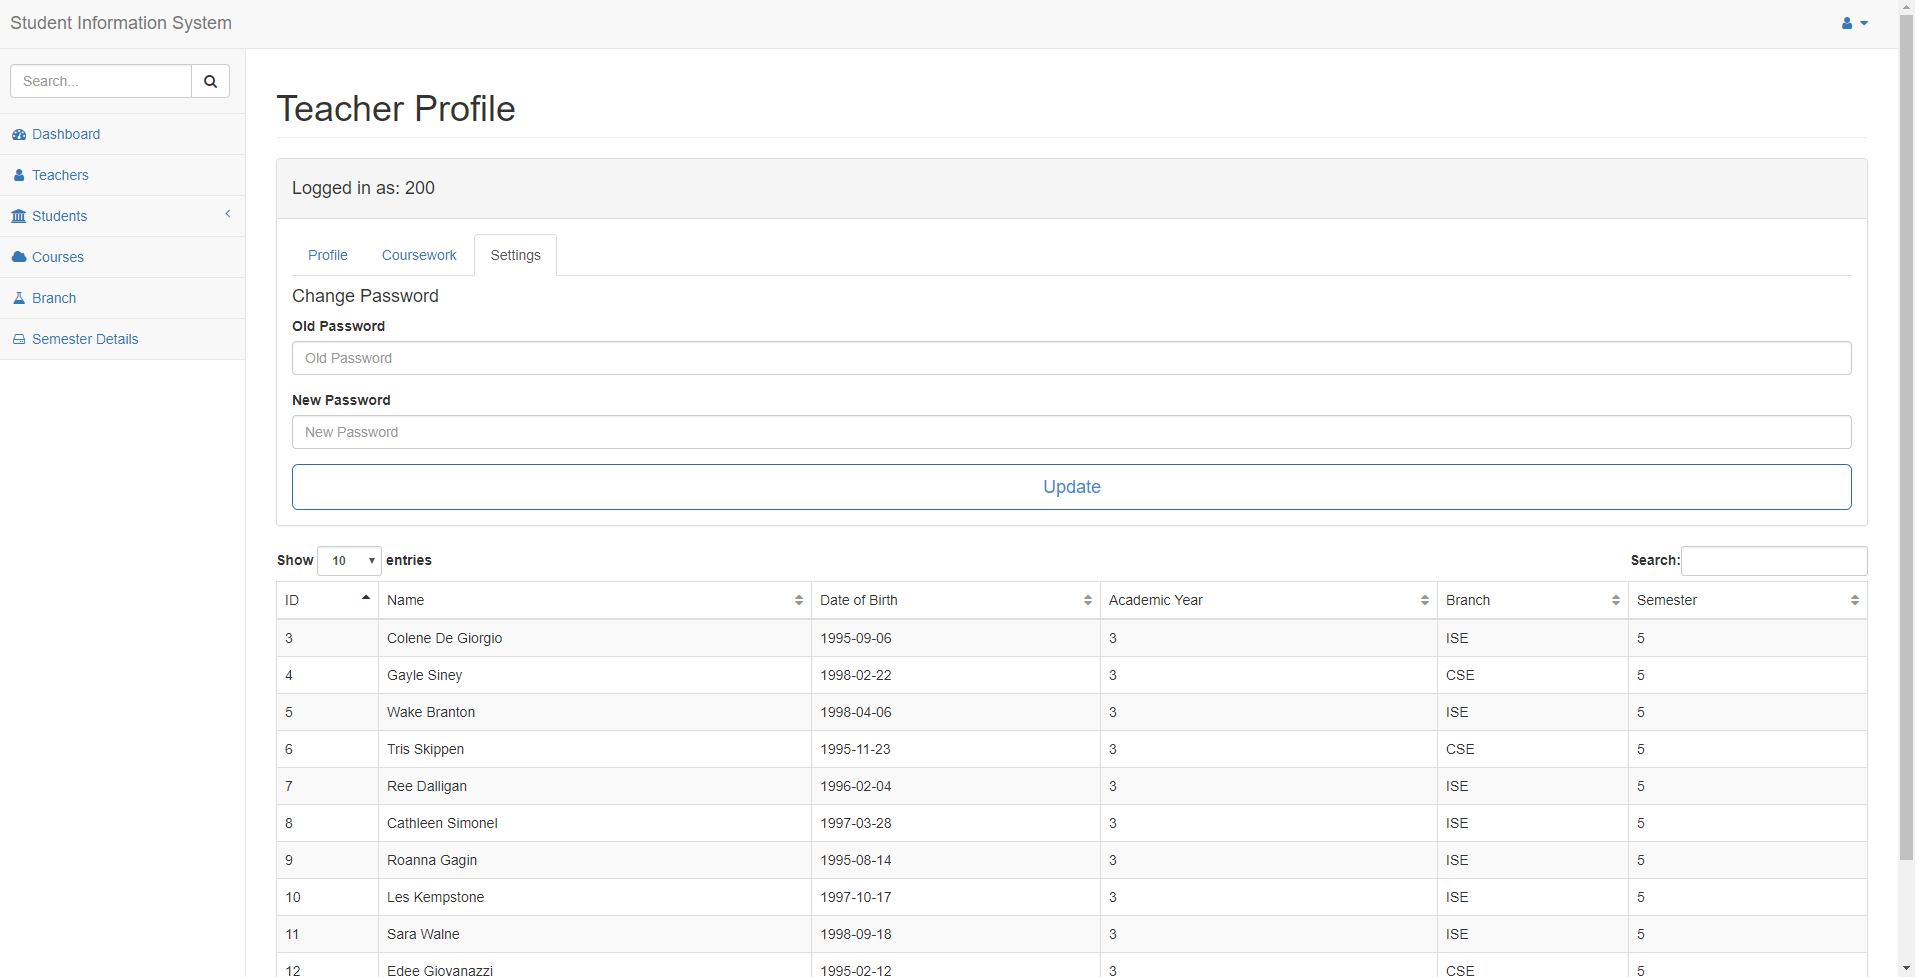 Student Information System
Search...
Dashboard
Teachers
Students
Courses
Branch
Semester Details
Teacher Profile
Logged in as: 200
Profile Coursework Settings
Change Password
Old Password
Old Password
New Password
New Password
Update
Show 10 entries Search:
ID Name Date of Birth Academic Year Branch Semester
3 Colene De Giorgio 1995-09-06 3 ISE 5
4 Gayle Siney 1998-02-22 3 CSE 5
5 Wake Branton 1998-04-06 3 ISE 5
6 Tris Skippen 1995-11-23 3 CSE 5
7 Ree Dalligan 1996-02-04 3 ISE 5
8 Cathleen Simonel 1997-03-28 3 ISE 5
9 Roanna Gagin 1995-08-14 3 ISE 5
10 Les Kempstone 1997-10-17 3 ISE 5
11 Sara Walne 1998-09-18 3 ISE 5
12 Edee Giovanazzi 1995-02-12 3 CSE 5